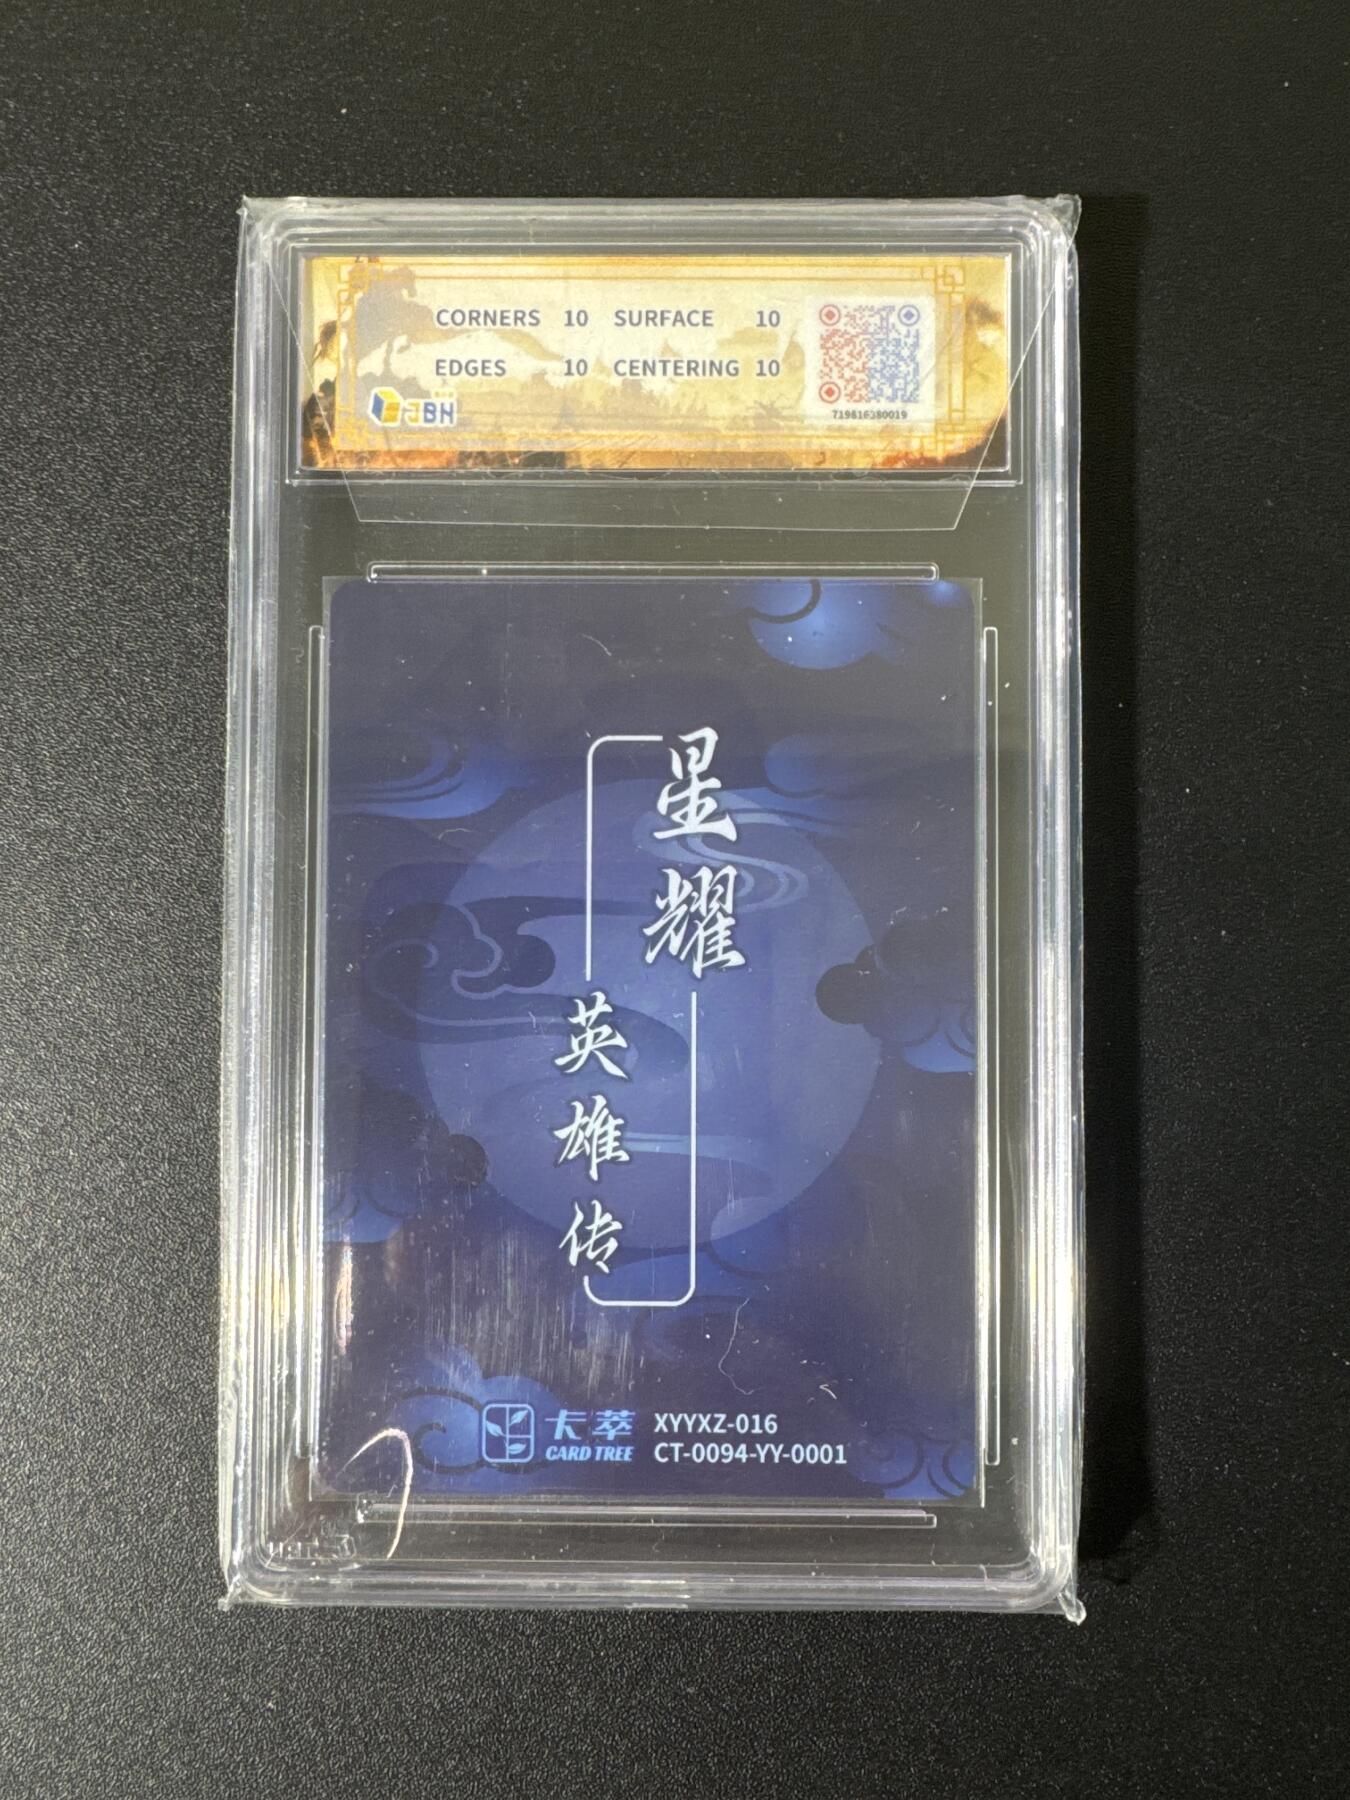 CORNERS 10 SURFACE 10
EDGES 10 CENTERING 10
JBH
719816380019
星耀
英雄传
卡萃
CARD TREE
XYYXZ-016
CT-0094-YY-0001